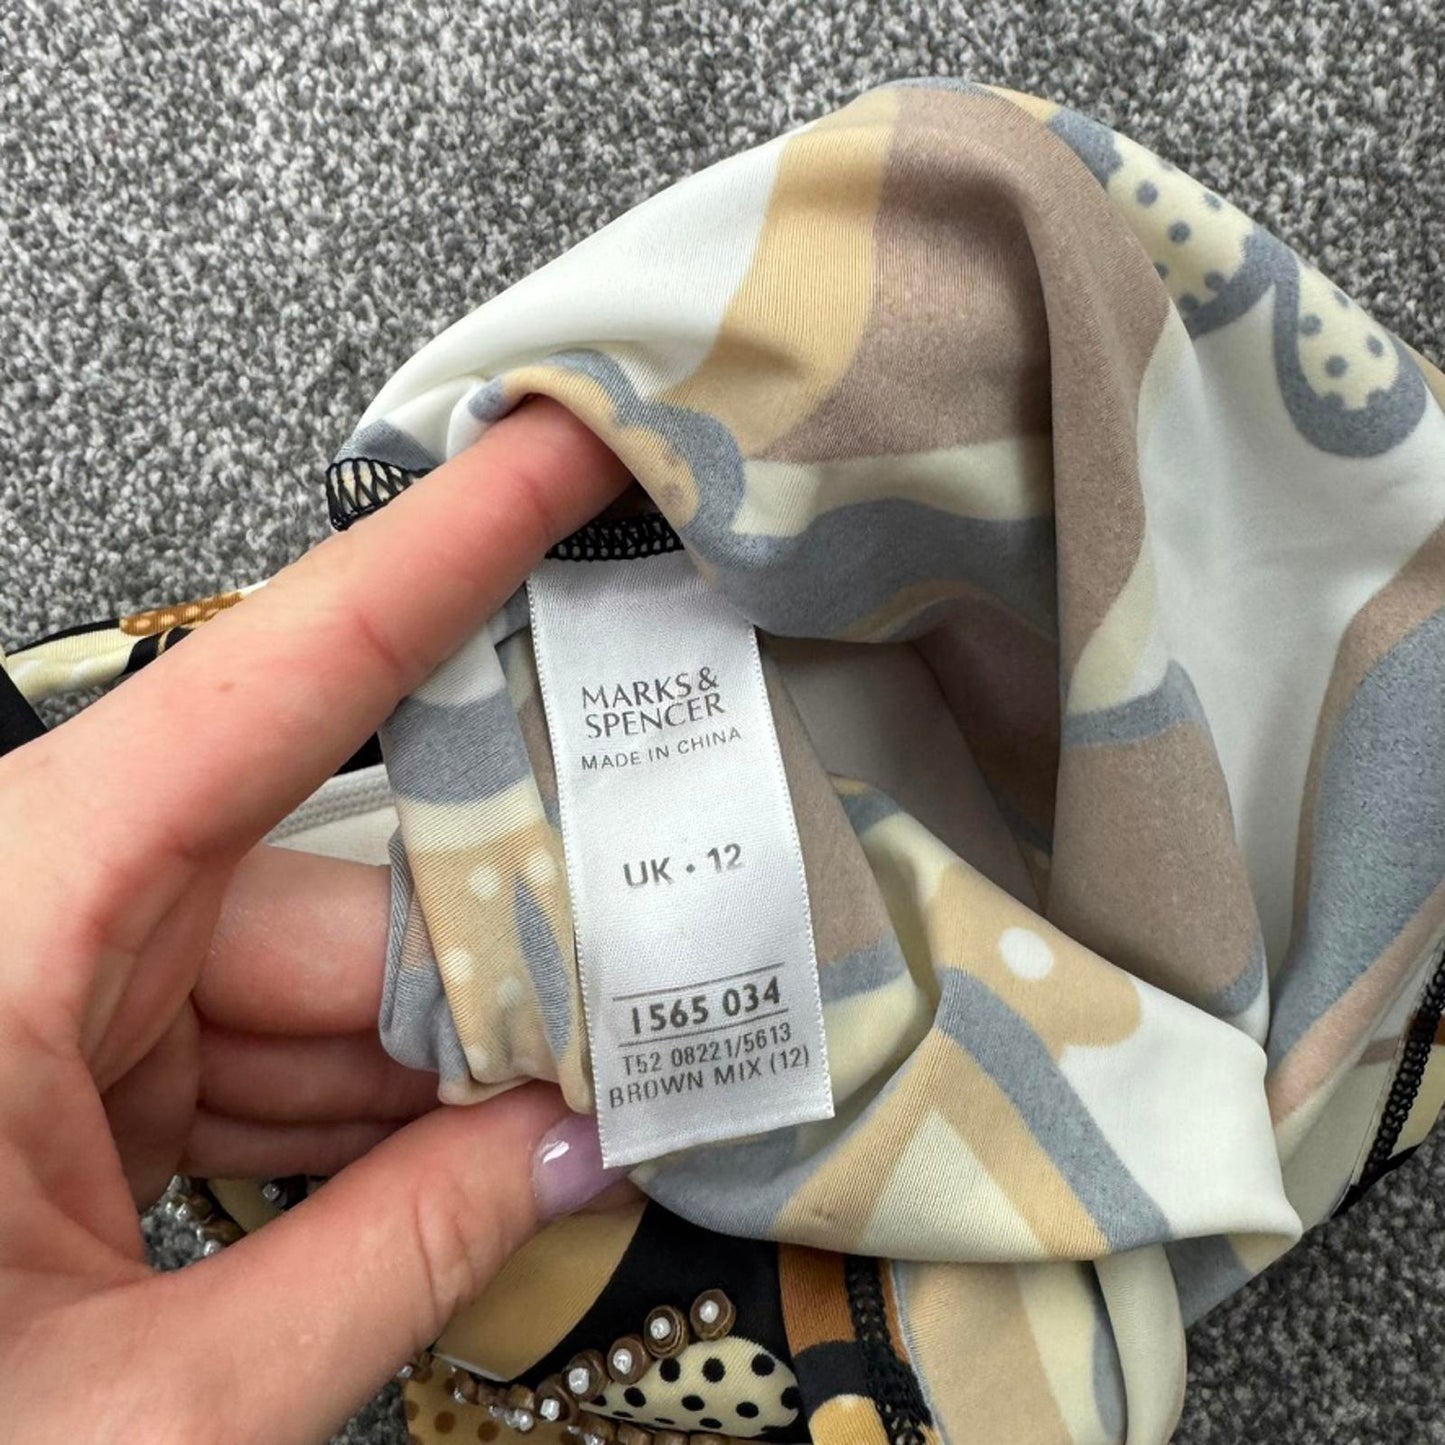 MARKS &
SPENCER
MADE IN CHINA
UK • 12
1565 034
T52 08221/5613
BROWN MIX (12)